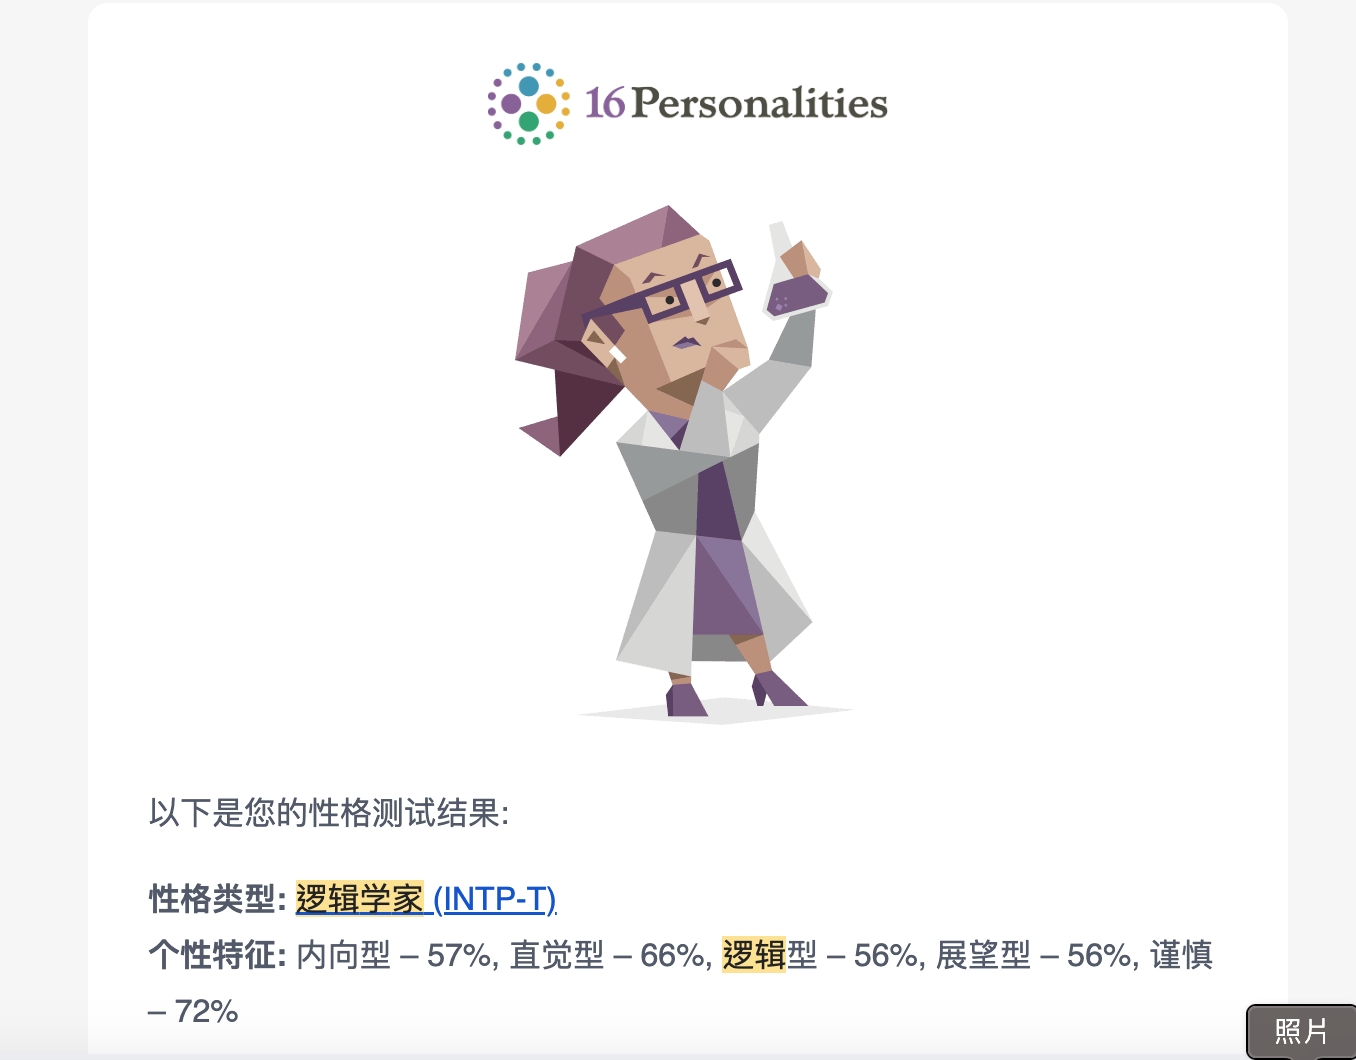 16Personalities
以下是您的性格测试结果:
性格类型: 逻辑学家 (INTP-T)
个性特征: 内向型 – 57%, 直觉型 – 66%, 逻辑型 – 56%, 展望型 – 56%, 谨慎
– 72%
照片